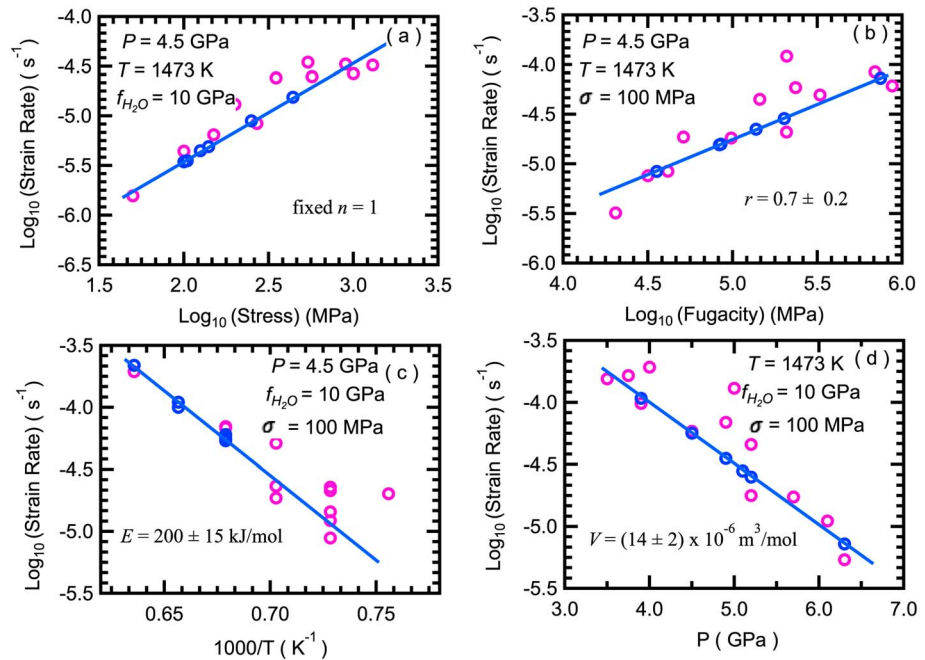 -4.0
-4.5
-5.0
-5.5
-6.0
-6.5
Log10 (Strain Rate) ( s-1)
( a )
P = 4.5 GPa
T = 1473 K
fH2O = 10 GPa
fixed n = 1
1.5 2.0 2.5 3.0 3.5
Log10 (Stress) (MPa)
-3.5
-4.0
-4.5
-5.0
-5.5
-6.0
Log10 (Strain Rate) ( s-1)
( b )
P = 4.5 GPa
T = 1473 K
σ = 100 MPa
r = 0.7 ± 0.2
4.0 4.5 5.0 5.5 6.0
Log10 (Fugacity) (MPa)
-3.5
-4.0
-4.5
-5.0
-5.5
Log10 (Strain Rate) ( s-1)
P = 4.5 GPa
( c )
fH2O = 10 GPa
σ = 100 MPa
E = 200 ± 15 kJ/mol
0.65 0.70 0.75
1000/T ( K-1)
-3.5
-4.0
-4.5
-5.0
-5.5
Log10 (Strain Rate) ( s-1)
T = 1473 K
( d )
fH2O = 10 GPa
σ = 100 MPa
V = (14 ± 2) x 10-6 m3/mol
3.0 4.0 5.0 6.0 7.0
P ( GPa)